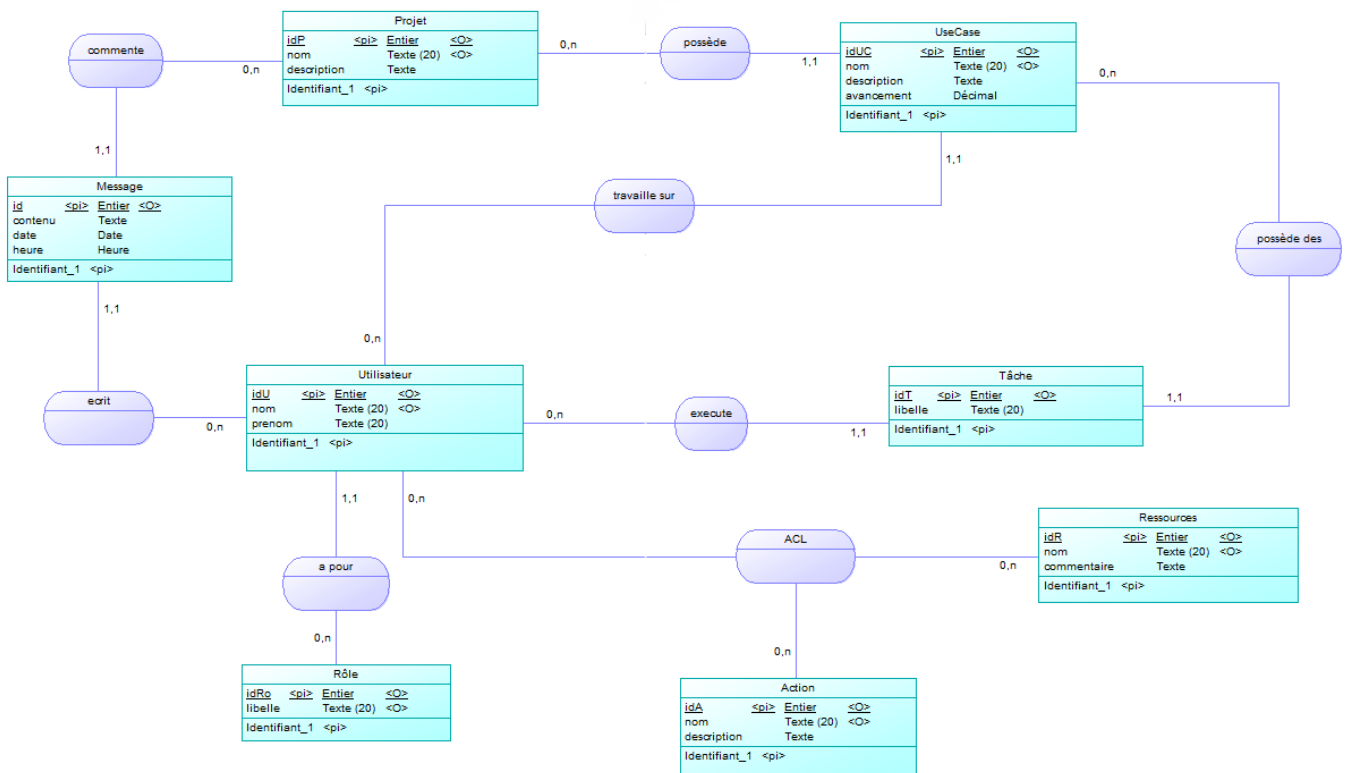 Projet
idP <pi> Entier <O>
nom Texte (20) <O>
description Texte
Identifiant_1 <pi>
commente
0,n
0,n
possède
1,1
UseCase
idUC <pi> Entier <O>
nom Texte (20) <O>
description Texte
avancement Décimal
Identifiant_1 <pi>
0,n
1,1
1,1
Message
id <pi> Entier <O>
contenu Texte
date Date
heure Heure
Identifiant_1 <pi>
travaille sur
possède des
1,1
0,n
ecrit
0,n
Utilisateur
idU <pi> Entier <O>
nom Texte (20) <O>
prenom Texte (20)
Identifiant_1 <pi>
0,n
execute
1,1
Tâche
idT <pi> Entier <O>
libelle Texte (20)
Identifiant_1 <pi>
1,1
1,1
0,n
a pour
ACL
0,n
Ressources
idR <pi> Entier <O>
nom Texte (20) <O>
commentaire Texte
Identifiant_1 <pi>
0,n
0,n
Rôle
idRo <pi> Entier <O>
libelle Texte (20) <O>
Identifiant_1 <pi>
Action
idA <pi> Entier <O>
nom Texte (20) <O>
description Texte
Identifiant_1 <pi>